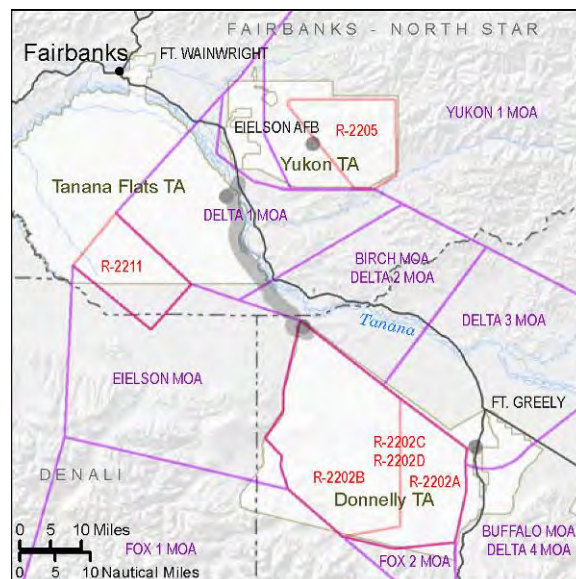 FAIRBANKS - NORTH STAR
Fairbanks
FT. WAINWRIGHT
YUKON 1 MOA
EIELSON AFB
R-2205
Yukon TA
Tanana Flats TA
DELTA 1 MOA
BIRCH MOA
DELTA 2 MOA
R-2211
Tanana
DELTA 3 MOA
EIELSON MOA
FT. GREELY
R-2202C
R-2202D
R-2202B
R-2202A
DENALI
Donnelly TA
0 5 10 Miles
BUFFALO MOA
DELTA 4 MOA
FOX 1 MOA
FOX 2 MOA
0 5 10 Nautical Miles